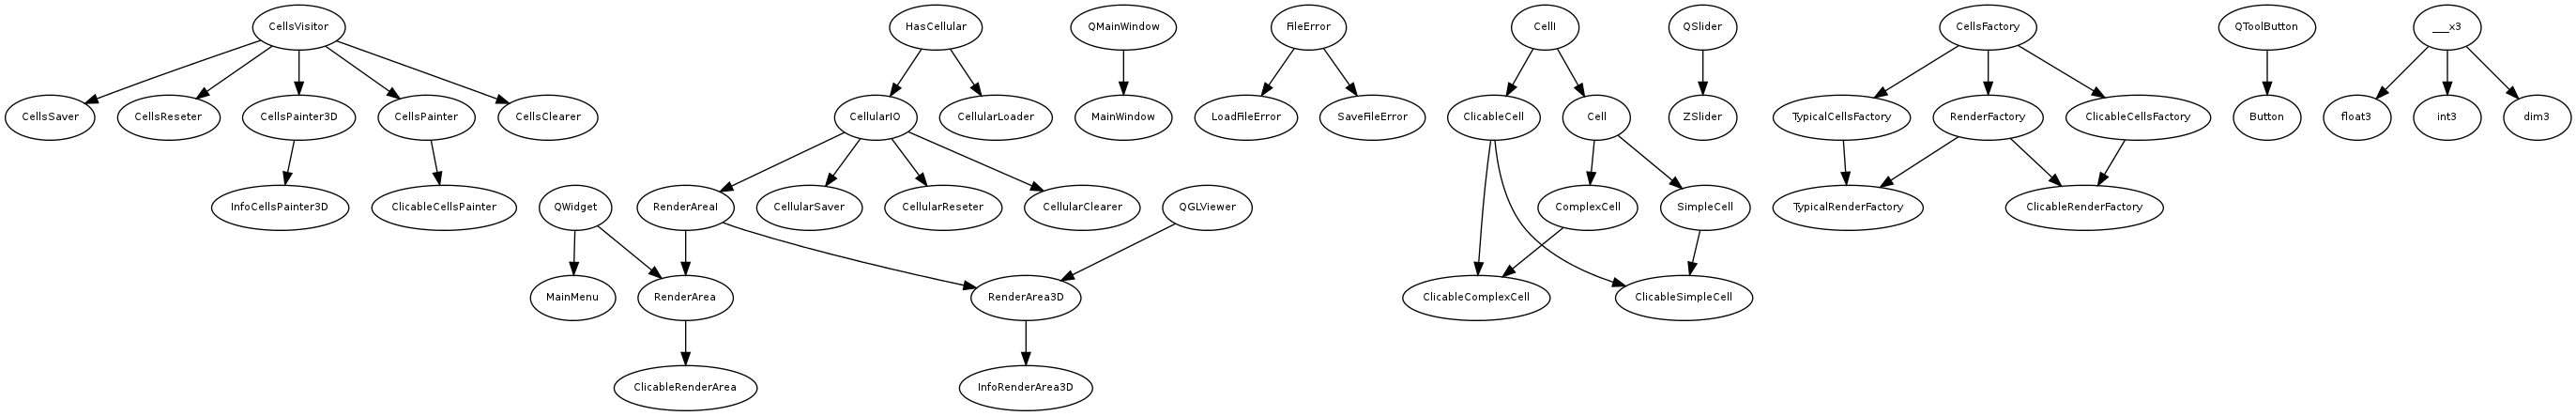 CellsVisitor
HasCellular
QMainWindow
FileError
CellI
QSlider
CellsFactory
QToolButton
___x3
CellsSaver
CellsReseter
CellsPainter3D
CellsPainter
CellsClearer
CellularIO
CellularLoader
MainWindow
LoadFileError
SaveFileError
ClicableCell
Cell
ZSlider
TypicalCellsFactory
RenderFactory
ClicableCellsFactory
Button
float3
int3
dim3
InfoCellsPainter3D
ClicableCellsPainter
QWidget
RenderAreaI
CellularSaver
CellularReseter
CellularClearer
QGLViewer
ComplexCell
SimpleCell
TypicalRenderFactory
ClicableRenderFactory
MainMenu
RenderArea
RenderArea3D
ClicableComplexCell
ClicableSimpleCell
ClicableRenderArea
InfoRenderArea3D